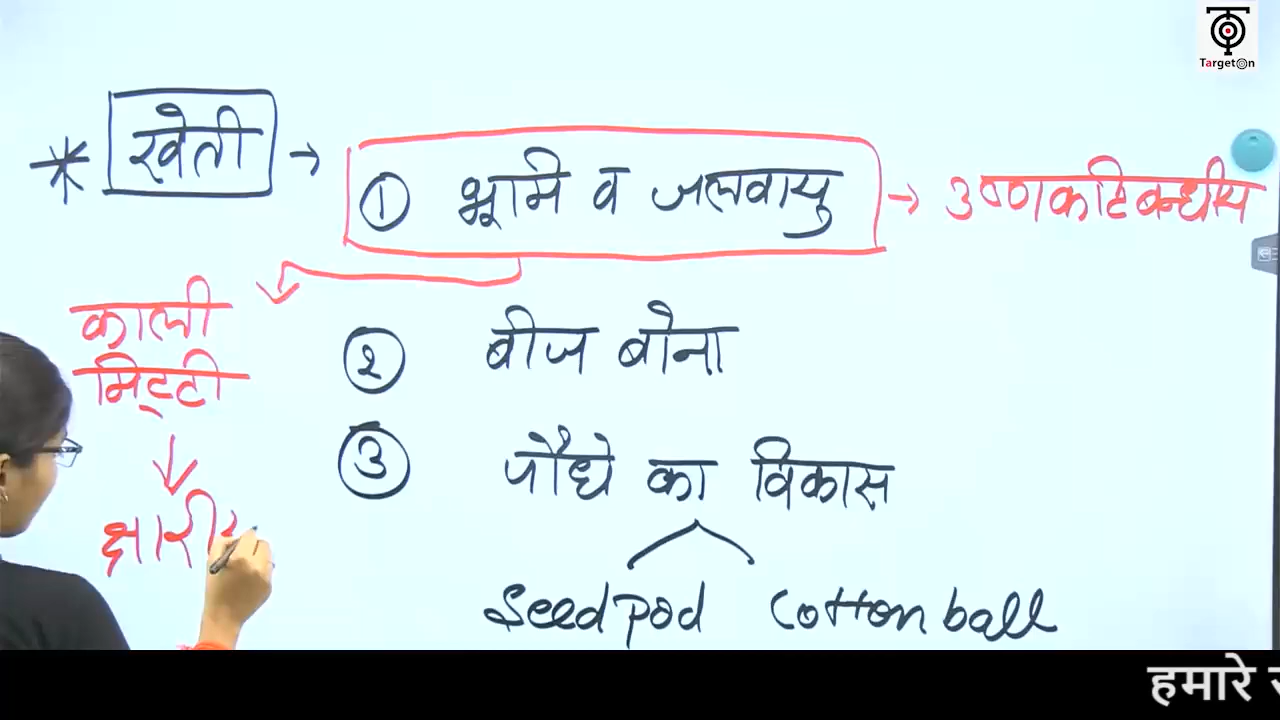 TargetOn
* खेती → ① भूमि व जलवायु → उष्णकटिबन्धीय
काली
मिट्टी
↓
क्षारीय
② बीज बोना
③ पौधे का विकास
Seed pod Cotton ball
हमारे